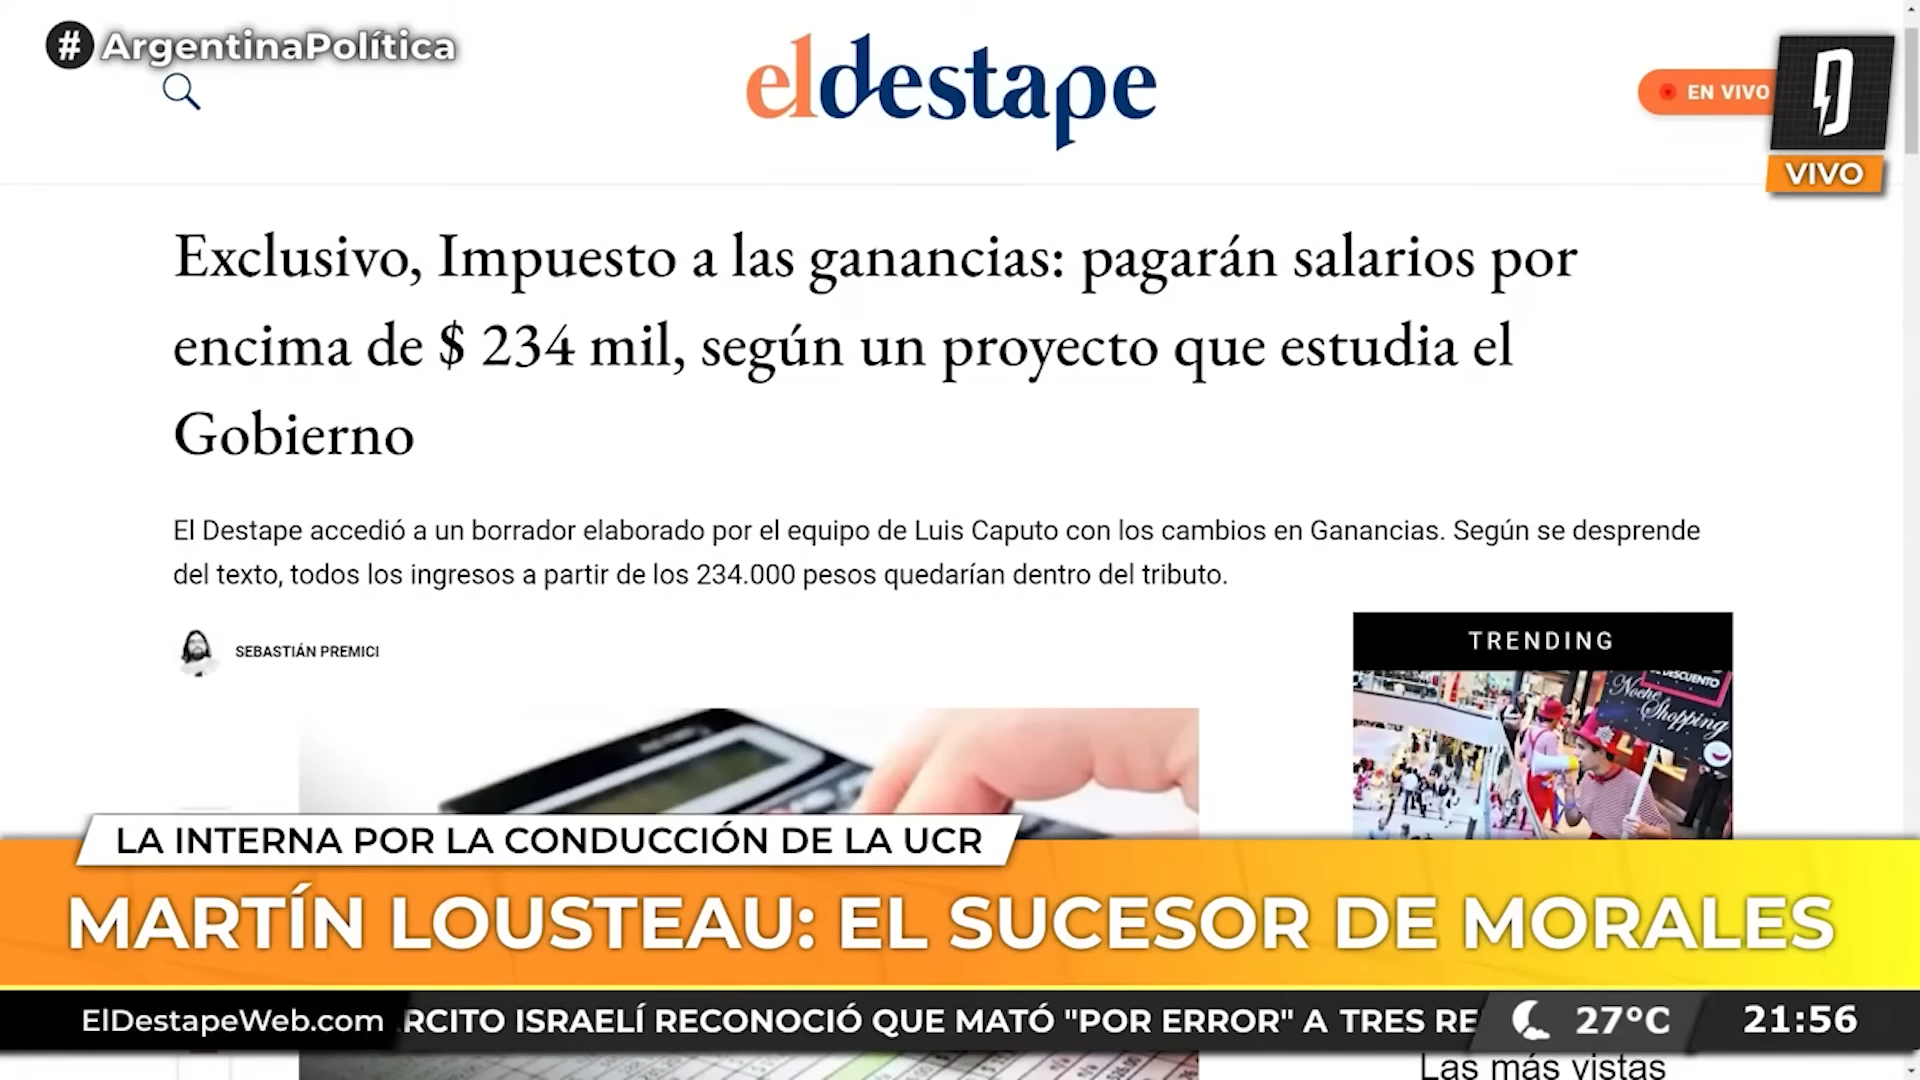 #ArgentinaPolítica
eldestape
EN VIVO
VIVO
Exclusivo, Impuesto a las ganancias: pagarán salarios por
encima de $ 234 mil, según un proyecto que estudia el
Gobierno
El Destape accedió a un borrador elaborado por el equipo de Luis Caputo con los cambios en Ganancias. Según se desprende
del texto, todos los ingresos a partir de los 234.000 pesos quedarían dentro del tributo.
SEBASTIÁN PREMICI
TRENDING
DESCUENTO
Noche
Shopping
LA INTERNA POR LA CONDUCCIÓN DE LA UCR
MARTÍN LOUSTEAU: EL SUCESOR DE MORALES
ElDestapeWeb.com
RCITO ISRAELÍ RECONOCIÓ QUE MATÓ "POR ERROR" A TRES RE
27°C
21:56
Las más vistas